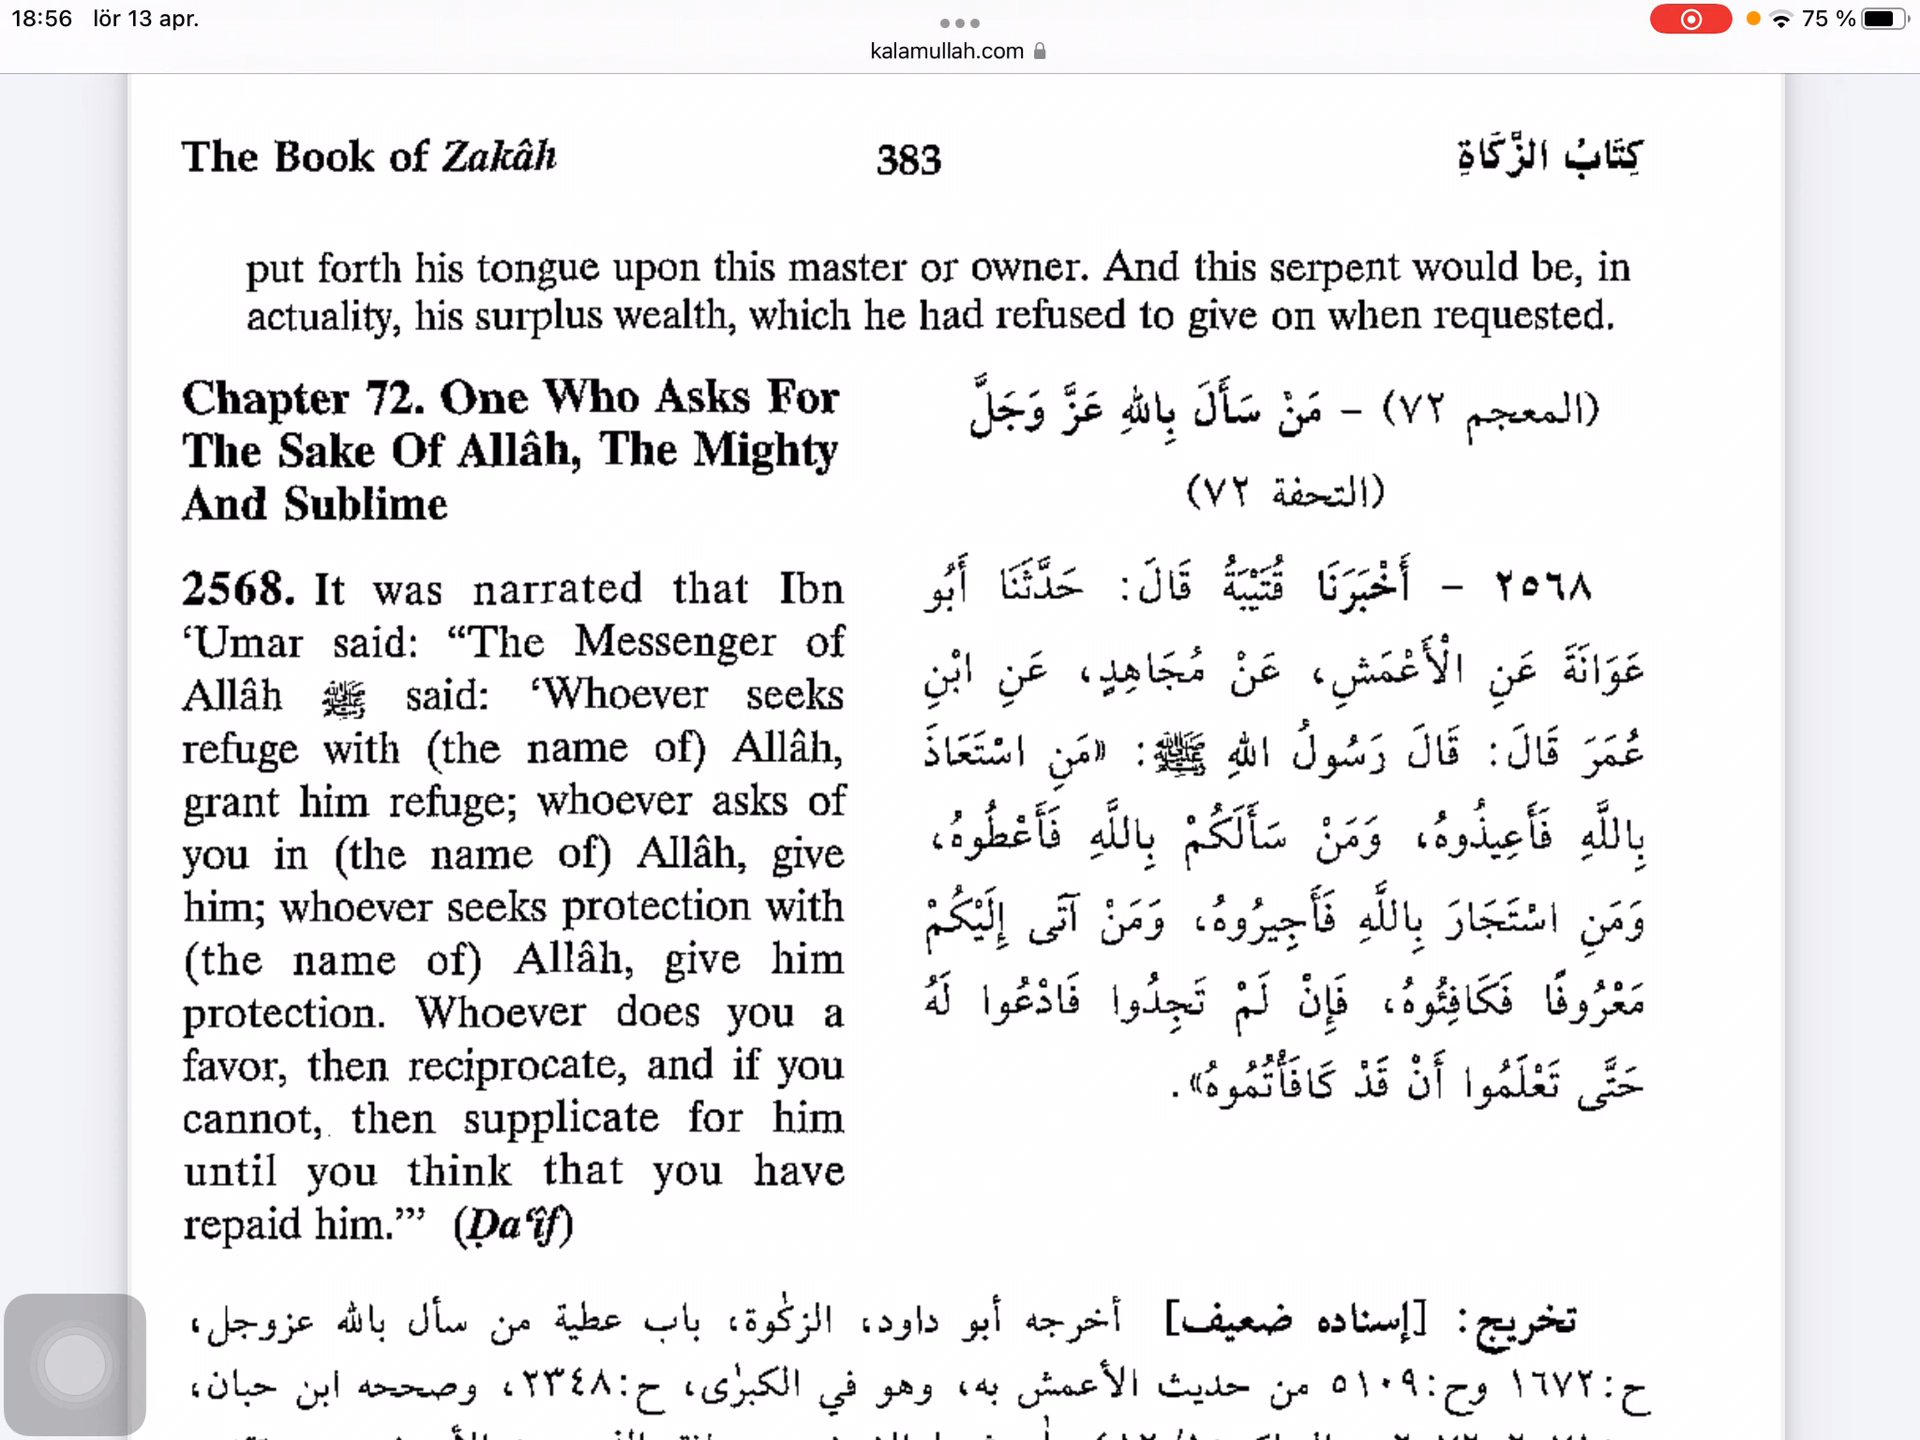 18:56 lör 13 apr.
75 %
kalamullah.com
The Book of Zakâh 383 كِتَابُ الزَّكَاةِ
put forth his tongue upon this master or owner. And this serpent would be, in
actuality, his surplus wealth, which he had refused to give on when requested.
Chapter 72. One Who Asks For
The Sake Of Allâh, The Mighty
And Sublime
(المعجم ٧٢) - مَنْ سَأَلَ بِاللهِ عَزَّ وَجَلَّ
(التحفة ٧٢)
2568. It was narrated that Ibn
‘Umar said: “The Messenger of
Allâh ﷺ said: ‘Whoever seeks
refuge with (the name of) Allâh,
grant him refuge; whoever asks of
you in (the name of) Allâh, give
him; whoever seeks protection with
(the name of) Allâh, give him
protection. Whoever does you a
favor, then reciprocate, and if you
cannot, then supplicate for him
until you think that you have
repaid him.’” (Ḍa‘îf)
٢٥٦٨ - أَخْبَرَنَا قُتَيْبَةُ قَالَ: حَدَّثَنَا أَبُو
عَوَانَةَ عَنِ الْأَعْمَشِ، عَنْ مُجَاهِدٍ، عَنِ ابْنِ
عُمَرَ قَالَ: قَالَ رَسُولُ اللهِ ﷺ: «مَنِ اسْتَعَاذَ
بِاللَّهِ فَأَعِيذُوهُ، وَمَنْ سَأَلَكُمْ بِاللَّهِ فَأَعْطُوهُ،
وَمَنِ اسْتَجَارَ بِاللَّهِ فَأَجِيرُوهُ، وَمَنْ آتَى إِلَيْكُمْ
مَعْرُوفًا فَكَافِئُوهُ، فَإِنْ لَمْ تَجِدُوا فَادْعُوا لَهُ
حَتَّى تَعْلَمُوا أَنْ قَدْ كَافَأْتُمُوهُ».
تخريج: [إسناده ضعيف] أخرجه أبو داود، الزكٰوة، باب عطية من سأل بالله عزوجل،
ح:١٦٧٢ وح:٥١٠٩ من حديث الأعمش به، وهو في الكبرٰى، ح:٢٣٤٨، وصححه ابن حبان،